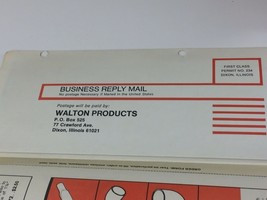 FIRST CLASS
PERMIT NO. 234
DIXON, ILLINOIS
BUSINESS REPLY MAIL
No postage Necessary if Mailed in the United States
Postage will be paid by:
WALTON PRODUCTS
P.O. Box 525
77 Crawford Ave.
Dixon, Illinois 61021